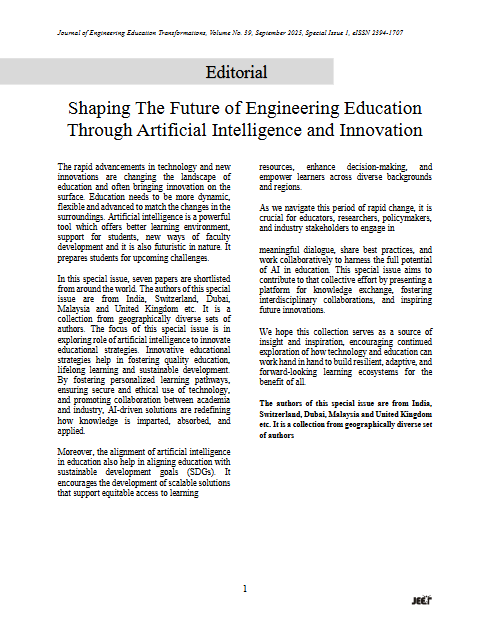 Journal of Engineering Education Transformations, Volume No. 39, September 2025, Special Issue 1, eISSN 2394-1707
Editorial
Shaping The Future of Engineering Education
Through Artificial Intelligence and Innovation
The rapid advancements in technology and new
innovations are changing the landscape of
education and often bringing innovation on the
surface. Education needs to be more dynamic,
flexible and advanced to match the changes in the
surroundings. Artificial intelligence is a powerful
tool which offers better learning environment,
support for students, new ways of faculty
development and it is also futuristic in nature. It
prepares students for upcoming challenges.
In this special issue, seven papers are shortlisted
from around the world. The authors of this special
issue are from India, Switzerland, Dubai,
Malaysia and United Kingdom etc. It is a
collection from geographically diverse sets of
authors. The focus of this special issue is in
exploring role of artificial intelligence to innovate
educational strategies. Innovative educational
strategies help in fostering quality education,
lifelong learning and sustainable development.
By fostering personalized learning pathways,
ensuring secure and ethical use of technology,
and promoting collaboration between academia
and industry, AI-driven solutions are redefining
how knowledge is imparted, absorbed, and
applied.
Moreover, the alignment of artificial intelligence
in education also help in aligning education with
sustainable development goals (SDGs). It
encourages the development of scalable solutions
that support equitable access to learning
resources, enhance decision-making, and
empower learners across diverse backgrounds
and regions.
As we navigate this period of rapid change, it is
crucial for educators, researchers, policymakers,
and industry stakeholders to engage in
meaningful dialogue, share best practices, and
work collaboratively to harness the full potential
of AI in education. This special issue aims to
contribute to that collective effort by presenting a
platform for knowledge exchange, fostering
interdisciplinary collaborations, and inspiring
future innovations.
We hope this collection serves as a source of
insight and inspiration, encouraging continued
exploration of how technology and education can
work hand in hand to build resilient, adaptive, and
forward-looking learning ecosystems for the
benefit of all.
The authors of this special issue are from India,
Switzerland, Dubai, Malaysia and United Kingdom
etc. It is a collection from geographically diverse set
of authors
1
JEET